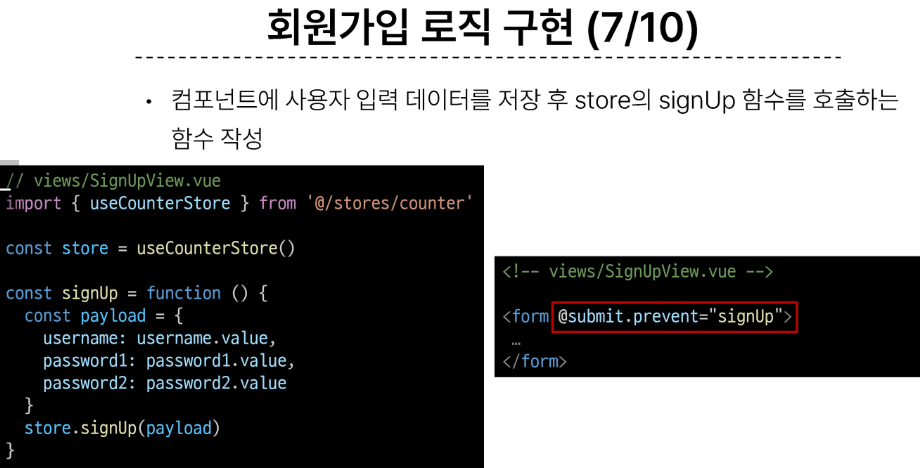 회원가입 로직 구현 (7/10)
• 컴포넌트에 사용자 입력 데이터를 저장 후 store의 signUp 함수를 호출하는
함수 작성
// views/SignUpView.vue
import { useCounterStore } from '@/stores/counter'
const store = useCounterStore()
const signUp = function () {
const payload = {
username: username.value,
password1: password1.value,
password2: password2.value
}
store.signUp(payload)
}
<!-- views/SignUpView.vue -->
<form @submit.prevent="signUp">
…
</form>